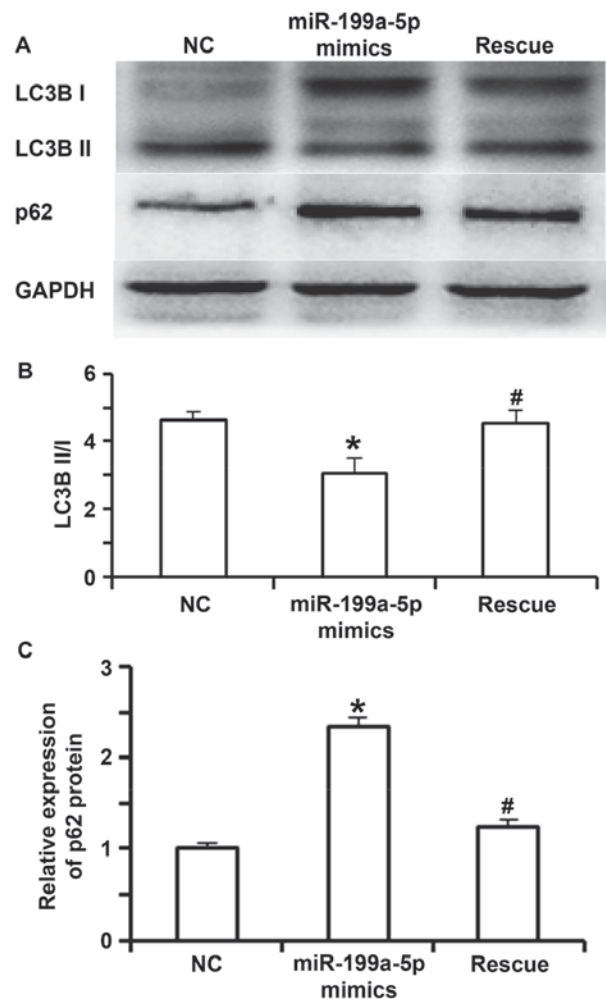 A
NC
miR-199a-5p
mimics
Rescue
LC3B I
LC3B II
p62
GAPDH
B
LC3B II/I
6
4
2
0
*
#
NC
miR-199a-5p
mimics
Rescue
C
Relative expression
of p62 protein
3
2
1
0
*
#
NC
miR-199a-5p
mimics
Rescue